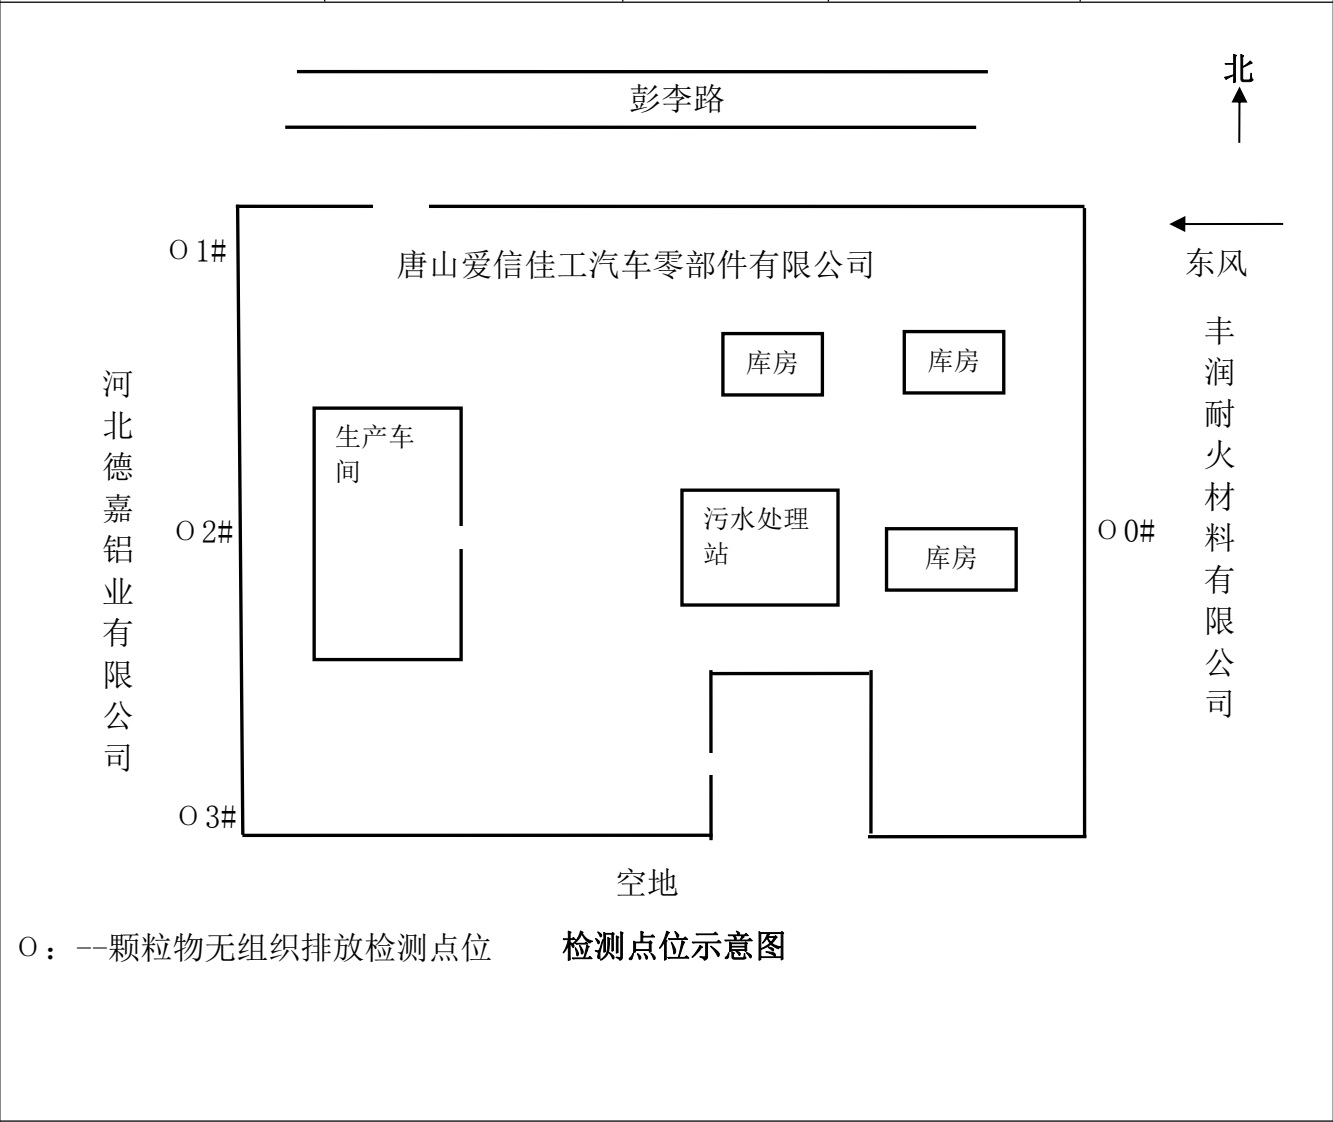 北
彭李路
东风
О1#
唐山爱信佳工汽车零部件有限公司
库房
库房
河北德嘉铝业有限公司
丰润耐火材料有限公司
生产车
间
污水处理
站
库房
О2#
О0#
О3#
空地
О：--颗粒物无组织排放检测点位
检测点位示意图